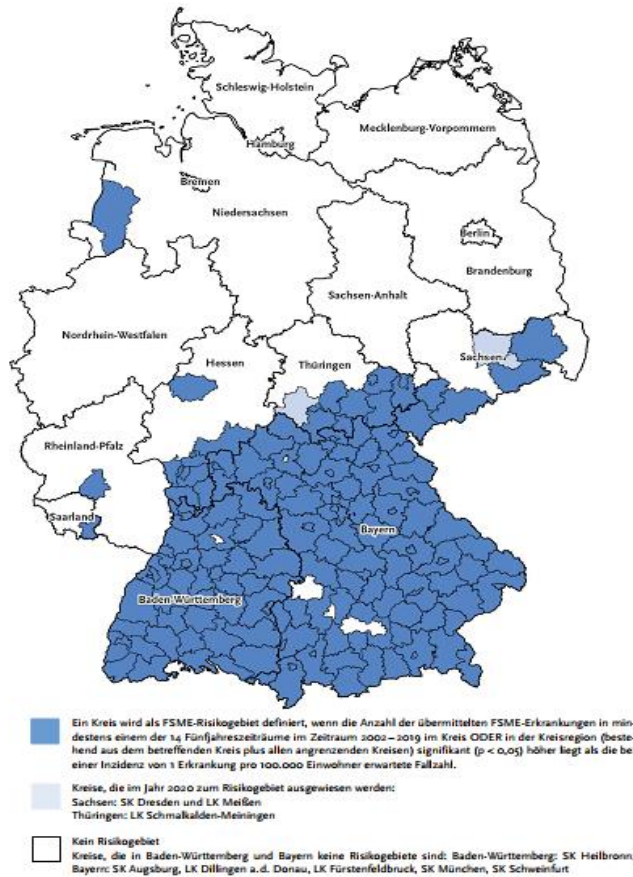 Schleswig-Holstein
Mecklenburg-Vorpommern
Hamburg
Bremen
Niedersachsen
Berlin
Brandenburg
Sachsen-Anhalt
Nordrhein-Westfalen
Hessen
Thüringen
Sachsen
Rheinland-Pfalz
Saarland
Bayern
Baden-Württemberg
Ein Kreis wird als FSME-Risikogebiet definiert, wenn die Anzahl der übermittelten FSME-Erkrankungen in min-
destens einem der 14 Fünfjahreszeiträume im Zeitraum 2002–2019 im Kreis ODER in der Kreisregion (beste-
hend aus dem betreffenden Kreis plus allen angrenzenden Kreisen) signifikant (p < 0,05) höher liegt als die bei
einer Inzidenz von 1 Erkrankung pro 100.000 Einwohner erwartete Fallzahl.
Kreise, die im Jahr 2020 zum Risikogebiet ausgewiesen werden:
Sachsen: SK Dresden und LK Meißen
Thüringen: LK Schmalkalden-Meiningen
Kein Risikogebiet
Kreise, die in Baden-Württemberg und Bayern keine Risikogebiete sind: Baden-Württemberg: SK Heilbronn;
Bayern: SK Augsburg, LK Dillingen a.d. Donau, LK Fürstenfeldbruck, SK München, SK Schweinfurt